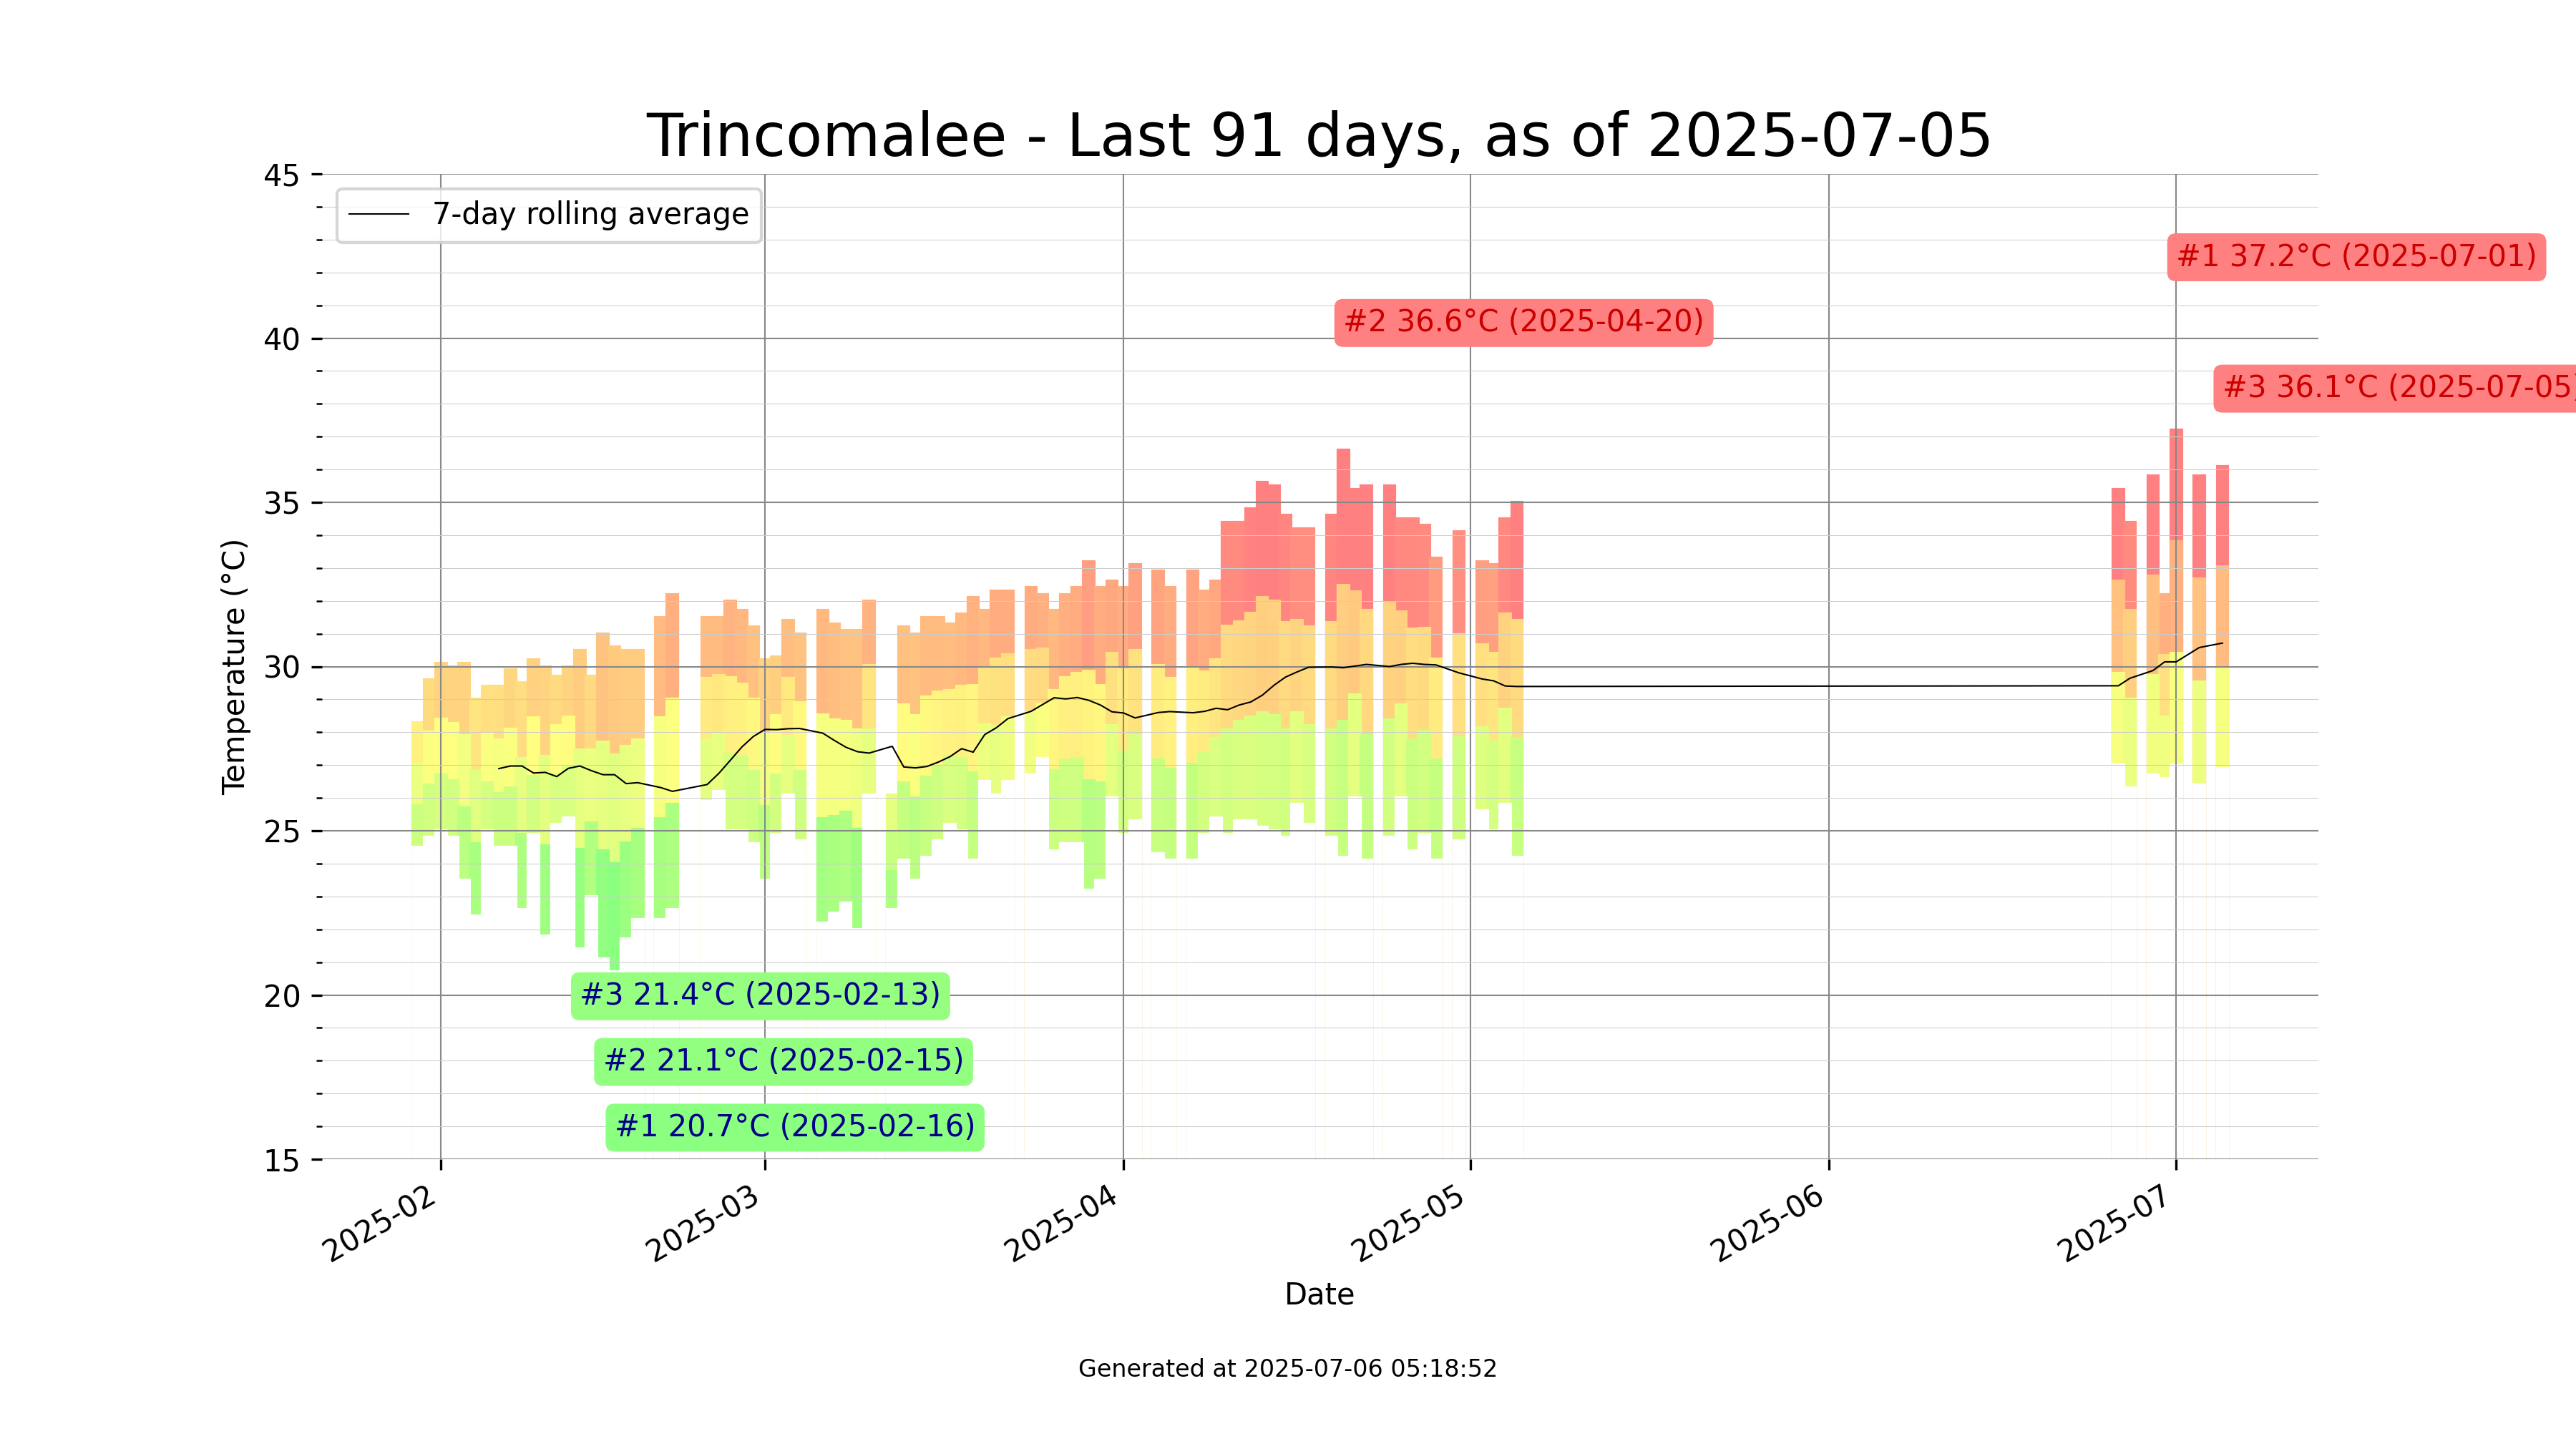 Trincomalee - Last 91 days, as of 2025-07-05
45
7-day rolling average
#1 37.2°C (2025-07-01)
#2 36.6°C (2025-04-20)
40
#3 36.1°C (2025-07-05)
35
Temperature (°C)
30
25
20
#3 21.4°C (2025-02-13)
#2 21.1°C (2025-02-15)
#1 20.7°C (2025-02-16)
15
2025-02
2025-03
2025-04
2025-05
2025-06
2025-07
Date
Generated at 2025-07-06 05:18:52